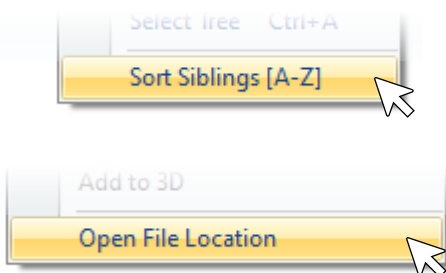 Select Tree Ctrl+A
Sort Siblings [A-Z]
Add to 3D
Open File Location